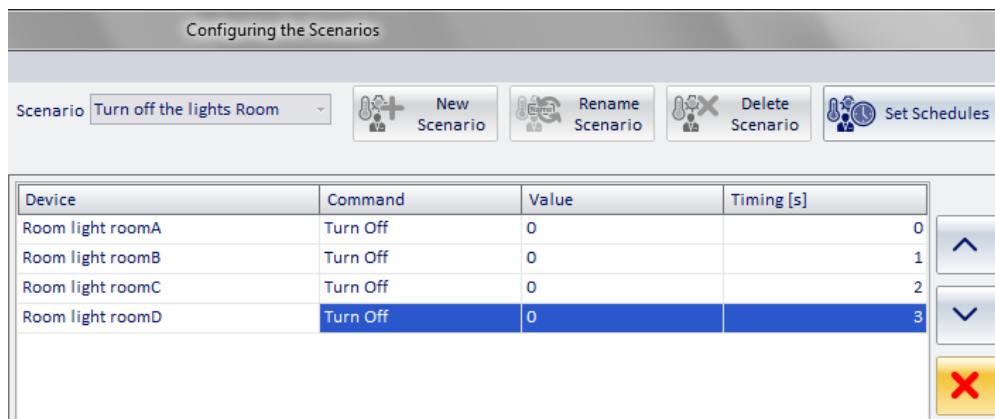 Configuring the Scenarios
Scenario Turn off the lights Room New Scenario Rename Scenario Delete Scenario Set Schedules
Device Command Value Timing [s]
Room light roomA Turn Off 0 0
Room light roomB Turn Off 0 1
Room light roomC Turn Off 0 2
Room light roomD Turn Off 0 3